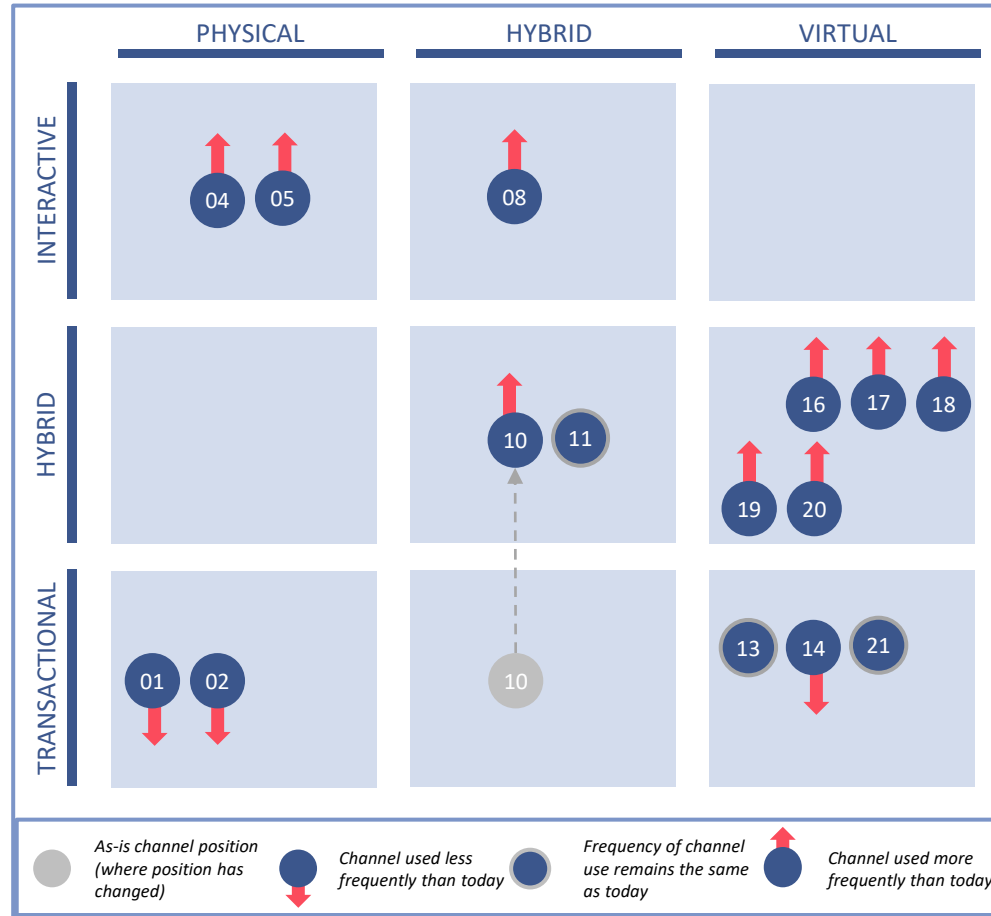 PHYSICAL
HYBRID
VIRTUAL
INTERACTIVE
04
05
08
HYBRID
10
11
16
17
18
19
20
TRANSACTIONAL
01
02
10
13
14
21
As-is channel position
(where position has
changed)
Channel used less
frequently than today
Frequency of channel
use remains the same
as today
Channel used more
frequently than today